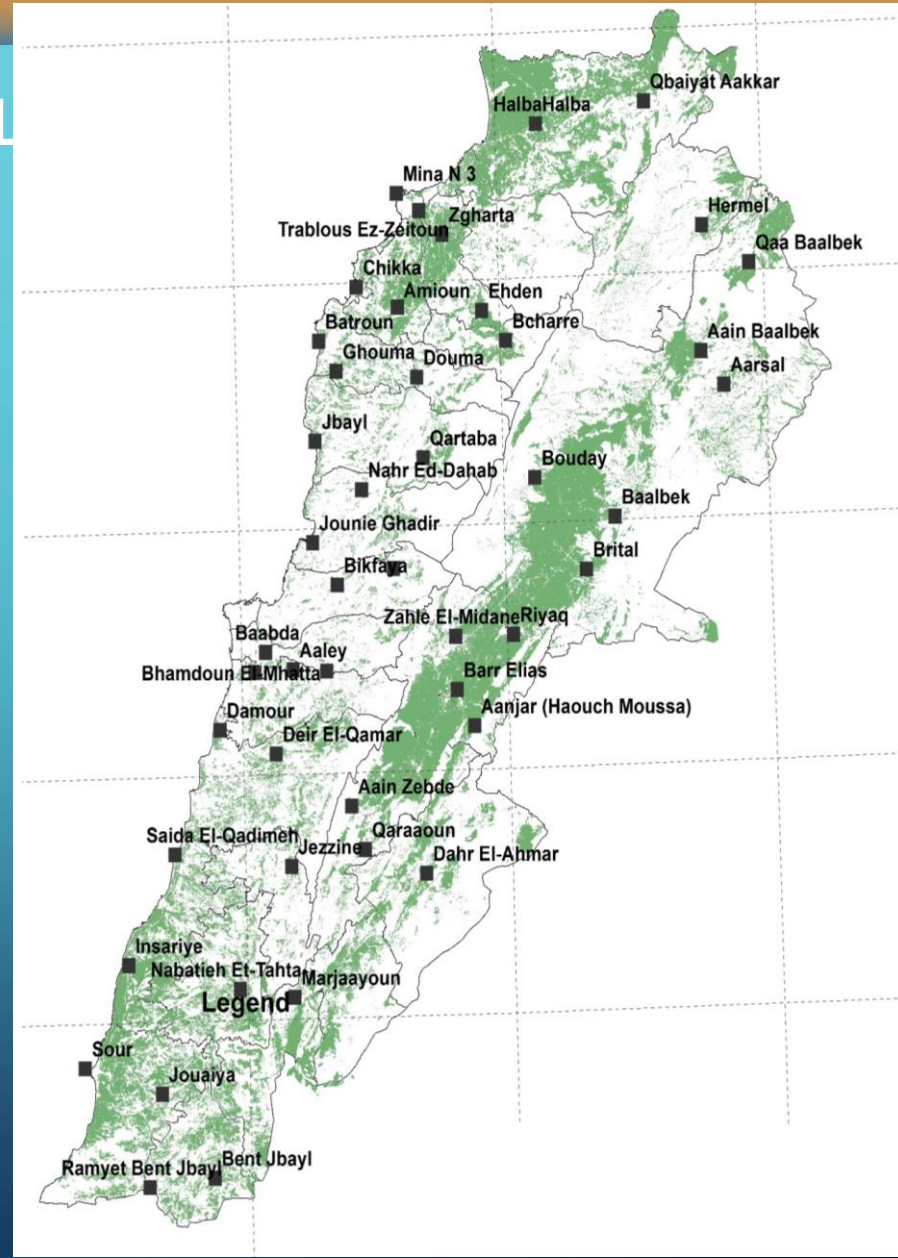 Qbaiyat Aakkar
HalbaHalba
Mina N 3
Hermel
Zgharta
Trablous Ez-Zeitoun
Qaa Baalbek
Chikka
Amioun
Ehden
Batroun
Bcharre
Aain Baalbek
Ghouma
Douma
Aarsal
Jbayl
Qartaba
Bouday
Nahr Ed-Dahab
Baalbek
Jounie Ghadir
Brital
Bikfaya
Zahle El-Midane
Riyaq
Baabda
Aaley
Bhamdoun El-Mhatta
Barr Elias
Aanjar (Haouch Moussa)
Damour
Deir El-Qamar
Aain Zebde
Saida El-Qadimeh
Qaraaoun
Jezzine
Dahr El-Ahmar
Insariye
Nabatieh Et-Tahta
Marjaayoun
Legend
Sour
Jouaiya
Bent Jbayl
Ramyet Bent Jbayl